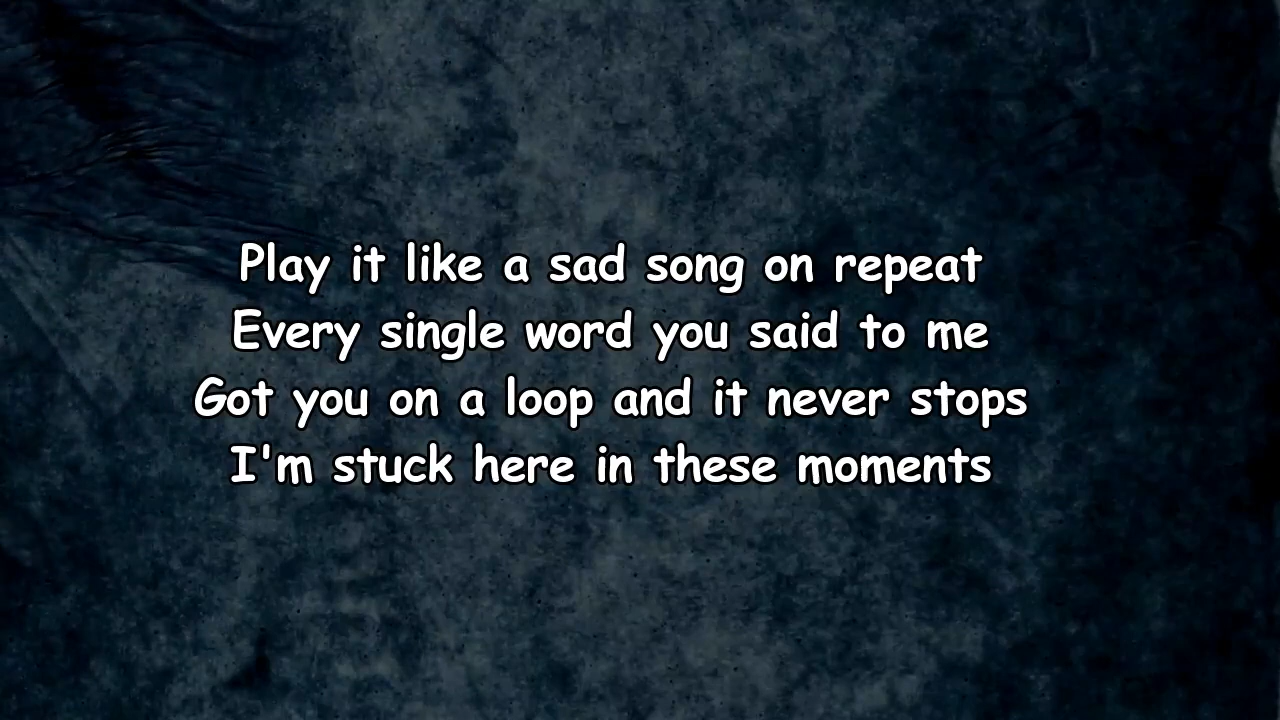 Play it like a sad song on repeat
Every single word you said to me
Got you on a loop and it never stops
I'm stuck here in these moments